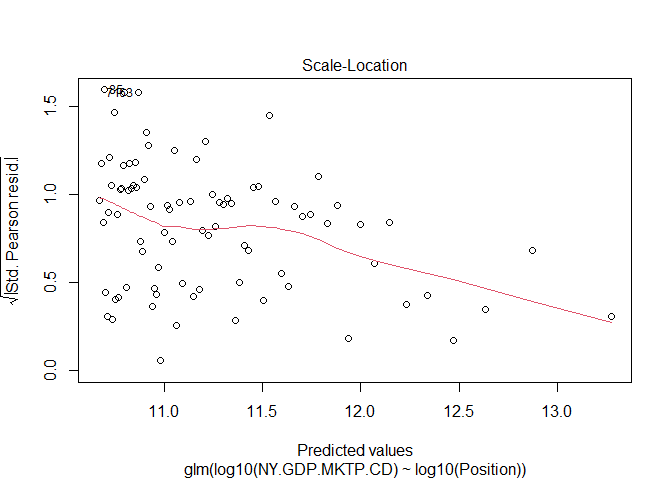 Scale-Location
√|Std. Pearson resid.|
1.5
1.0
0.5
0.0
11.0 11.5 12.0 12.5 13.0
Predicted values
glm(log10(NY.GDP.MKTP.CD) ~ log10(Position))